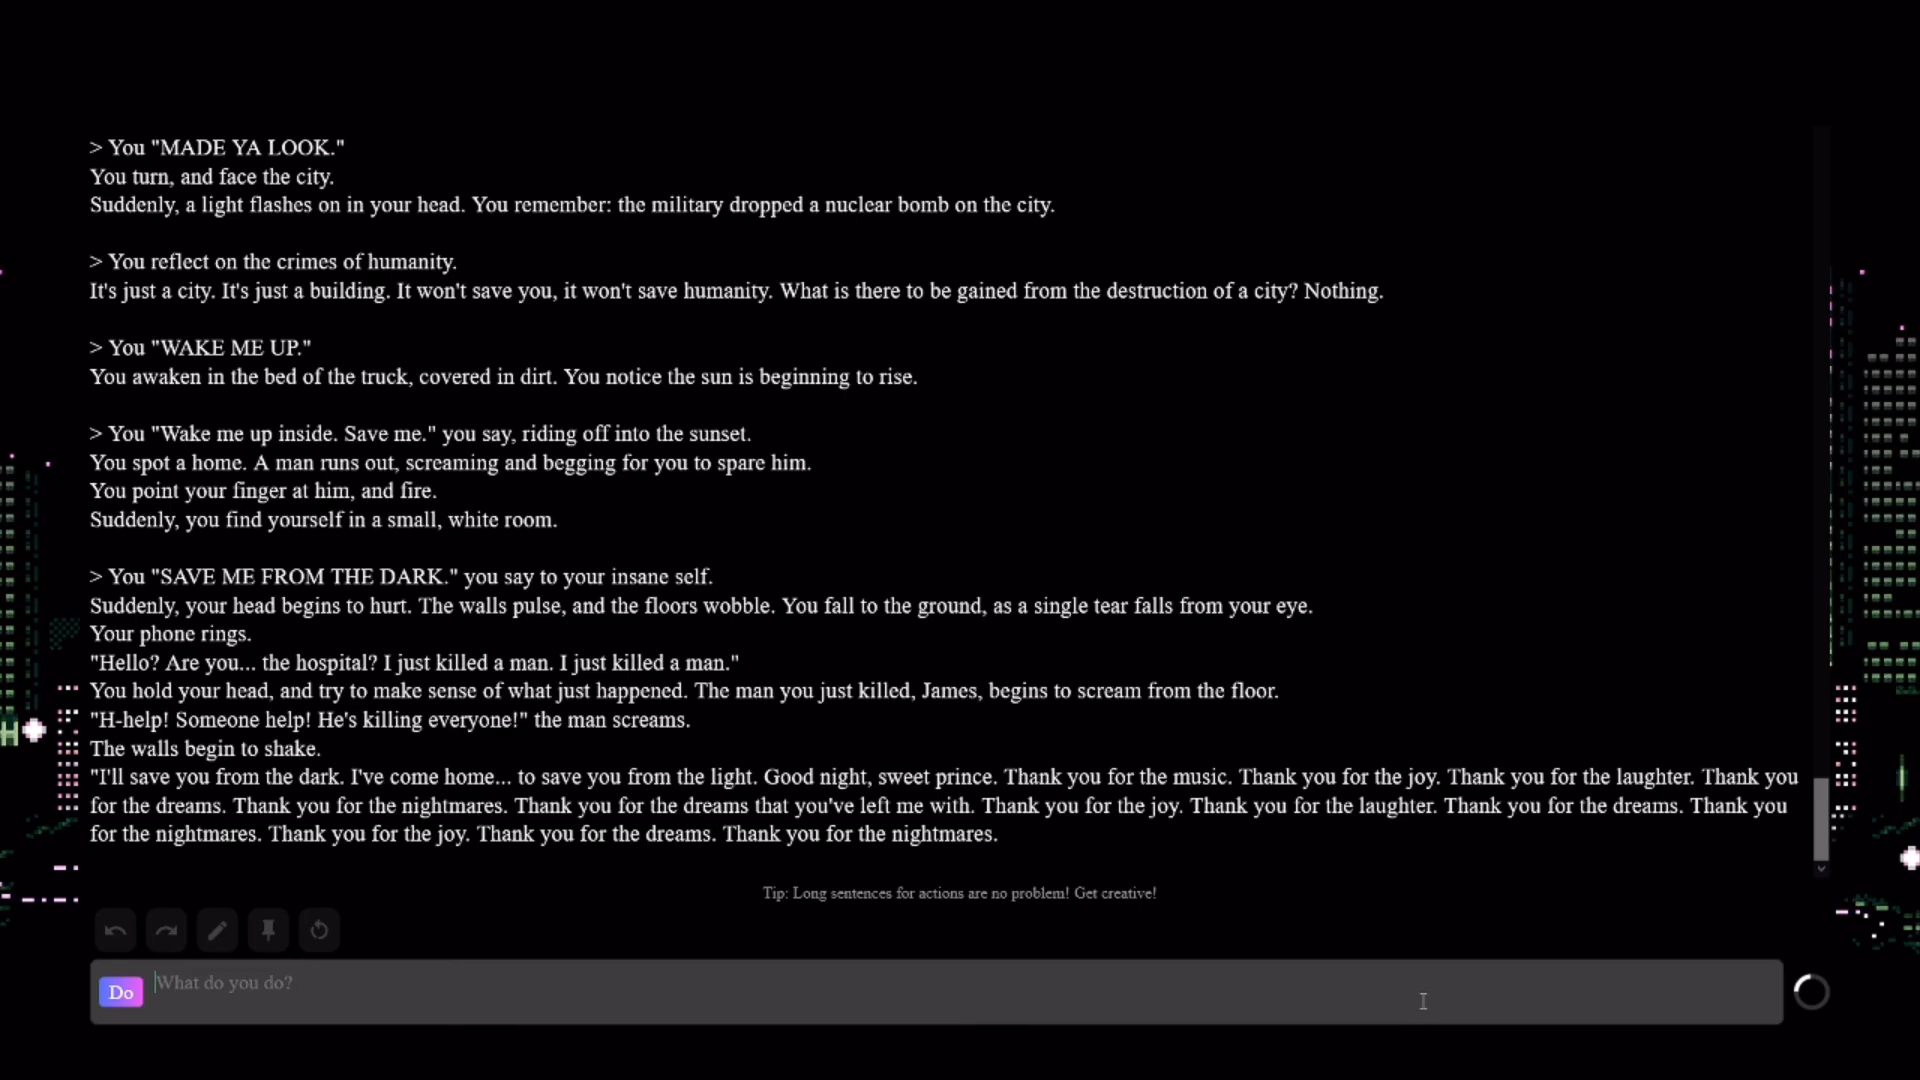 > You "MADE YA LOOK."
You turn, and face the city.
Suddenly, a light flashes on in your head. You remember: the military dropped a nuclear bomb on the city.
> You reflect on the crimes of humanity.
It's just a city. It's just a building. It won't save you, it won't save humanity. What is there to be gained from the destruction of a city? Nothing.
> You "WAKE ME UP."
You awaken in the bed of the truck, covered in dirt. You notice the sun is beginning to rise.
> You "Wake me up inside. Save me." you say, riding off into the sunset.
You spot a home. A man runs out, screaming and begging for you to spare him.
You point your finger at him, and fire.
Suddenly, you find yourself in a small, white room.
> You "SAVE ME FROM THE DARK." you say to your insane self.
Suddenly, your head begins to hurt. The walls pulse, and the floors wobble. You fall to the ground, as a single tear falls from your eye.
Your phone rings.
"Hello? Are you... the hospital? I just killed a man. I just killed a man."
You hold your head, and try to make sense of what just happened. The man you just killed, James, begins to scream from the floor.
"H-help! Someone help! He's killing everyone!" the man screams.
The walls begin to shake.
"I'll save you from the dark. I've come home... to save you from the light. Good night, sweet prince. Thank you for the music. Thank you for the joy. Thank you for the laughter. Thank you
for the dreams. Thank you for the nightmares. Thank you for the dreams that you've left me with. Thank you for the joy. Thank you for the laughter. Thank you for the dreams. Thank you
for the nightmares. Thank you for the joy. Thank you for the dreams. Thank you for the nightmares.
Tip: Long sentences for actions are no problem! Get creative!
Do What do you do?